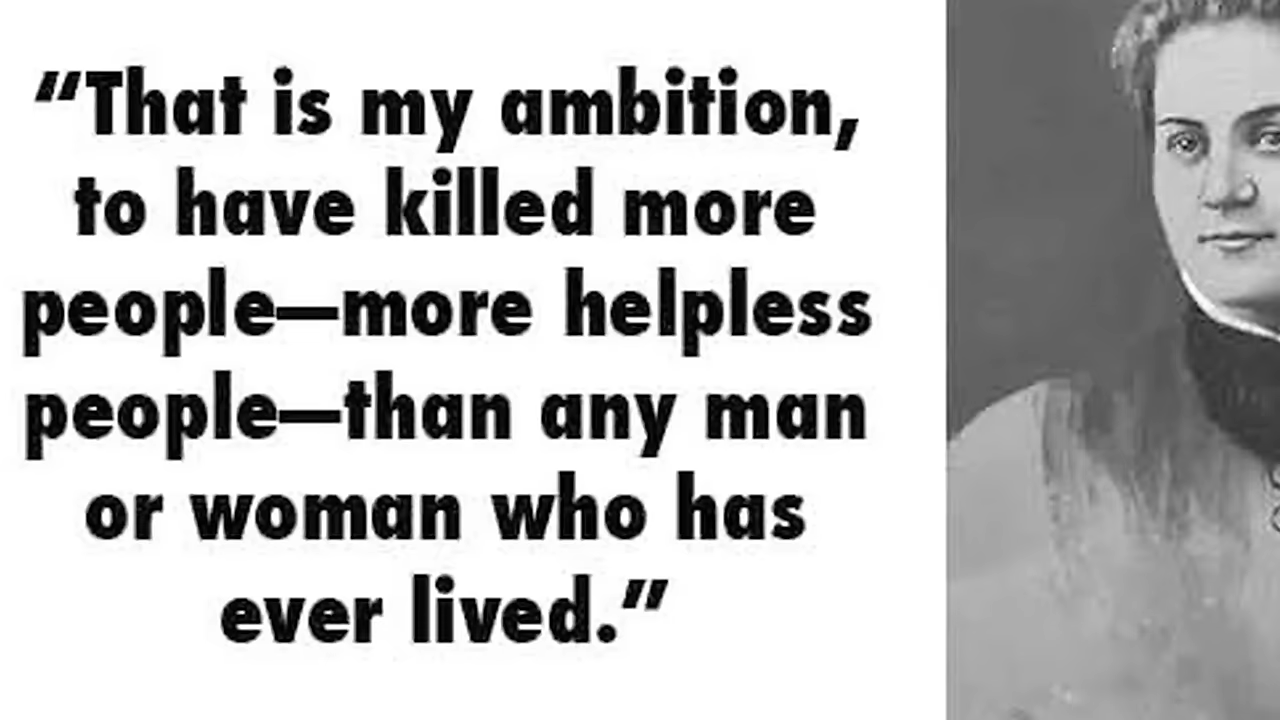 “That is my ambition,
to have killed more
people—more helpless
people—than any man
or woman who has
ever lived.”